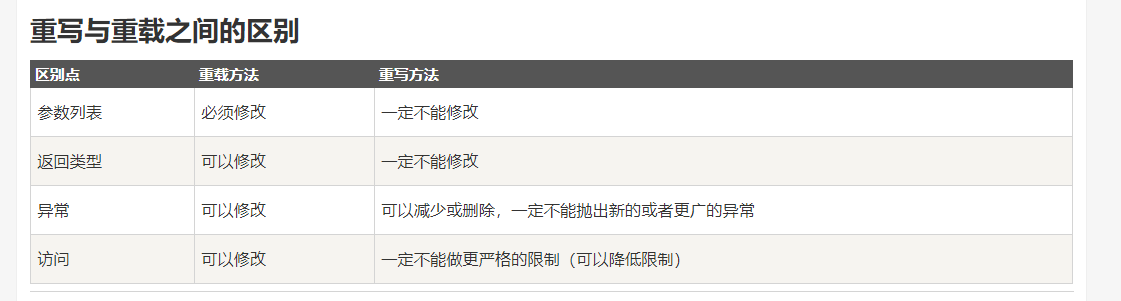 重写与重载之间的区别
区别点 重载方法 重写方法
参数列表 必须修改 一定不能修改
返回类型 可以修改 一定不能修改
异常 可以修改 可以减少或删除，一定不能抛出新的或者更广的异常
访问 可以修改 一定不能做更严格的限制（可以降低限制）